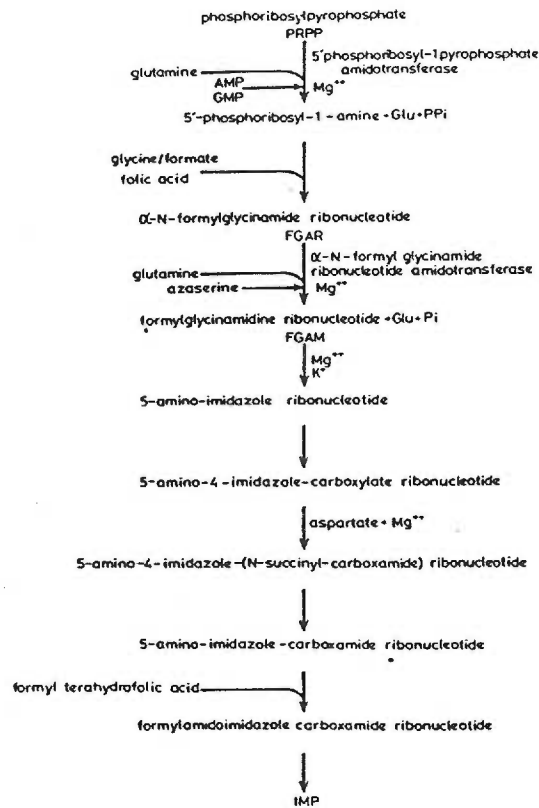 phosphoribosylpyrophosphate
PRPP
5'phosphoribosyl-1pyrophosphate
amidotransferase
glutamine
AMP
GMP
Mg++
5'-phosphoribosyl-1-amine+Glu+PPi
glycine/formate
folic acid
α-N-formylglycinamide ribonucleotide
FGAR
α-N-formyl glycinamide
ribonucleotide amidotransferase
glutamine
azaserine
Mg++
formylglycinamidine ribonucleotide+Glu+Pi
FGAM
Mg++
K+
5-amino-imidazole ribonucleotide
5-amino-4-imidazole-carboxylate ribonucleotide
aspartate+Mg++
5-amino-4-imidazole-(N-succinyl-carboxamide) ribonucleotide
5-amino-imidazole-carboxamide ribonucleotide
formyl terahydrofolic acid
formylamidoimidazole carboxamide ribonucleotide
IMP